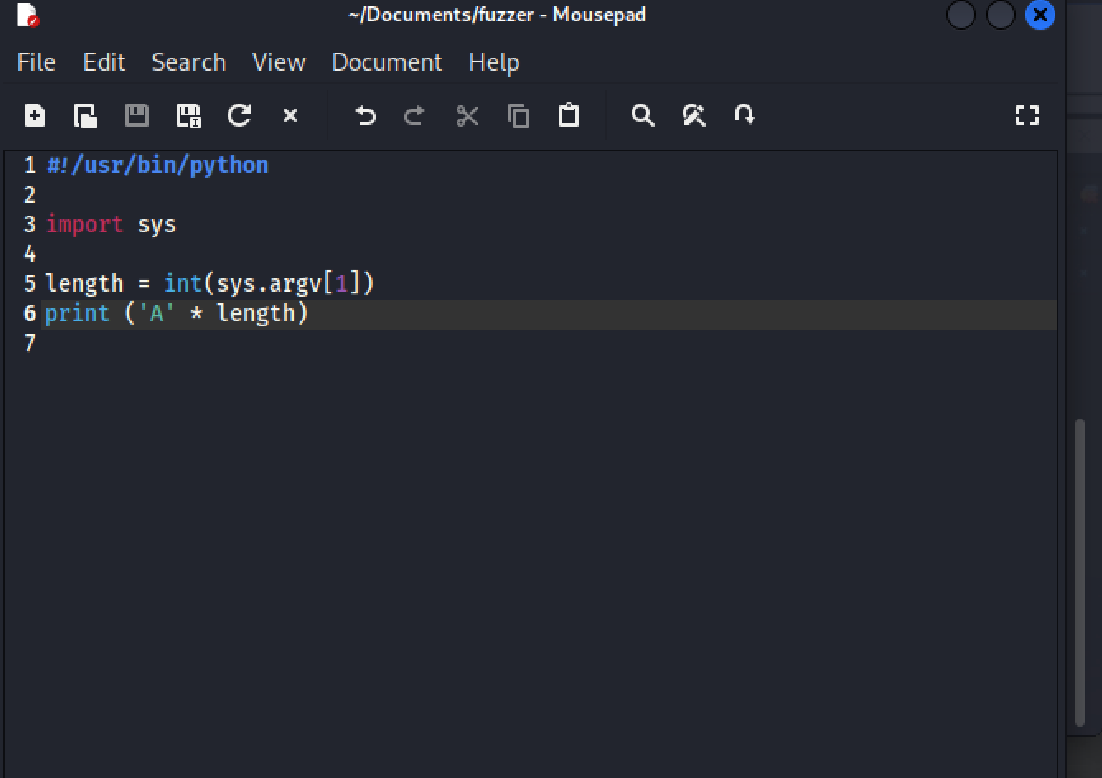 ~/Documents/fuzzer - Mousepad
File Edit Search View Document Help
1 #!/usr/bin/python
2
3 import sys
4
5 length = int(sys.argv[1])
6 print ('A' * length)
7